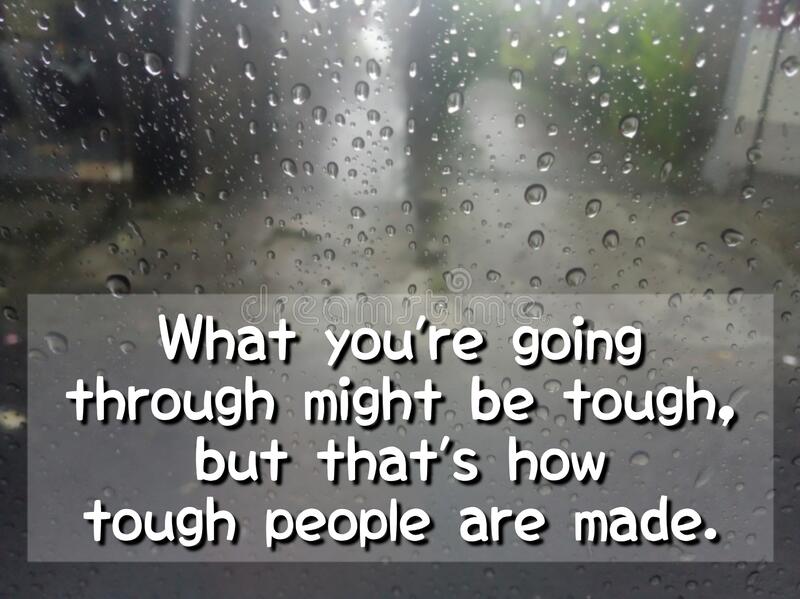 dreamstime
What you're going
through might be tough,
but that's how
tough people are made.